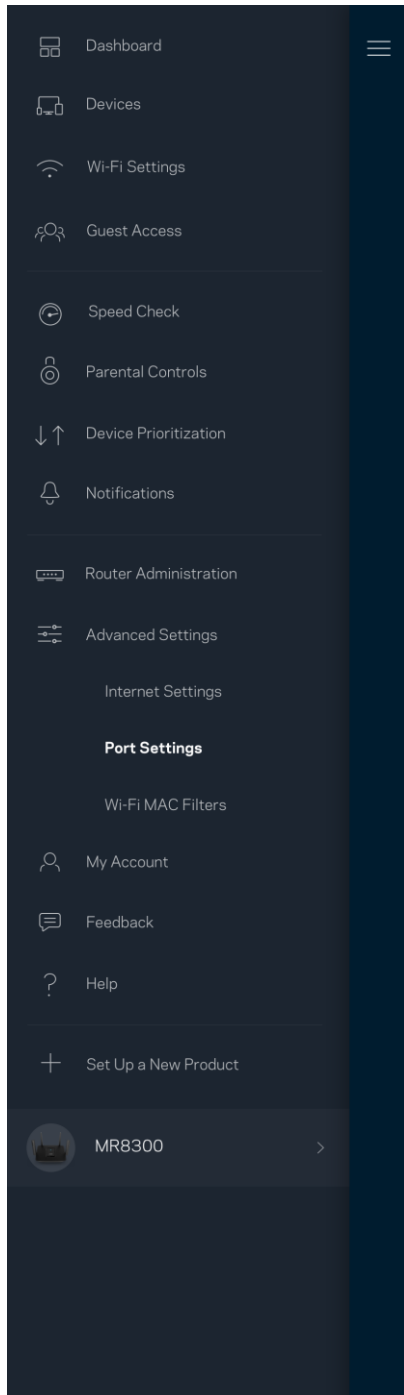 Dashboard
Devices
Wi-Fi Settings
Guest Access
Speed Check
Parental Controls
Device Prioritization
Notifications
Router Administration
Advanced Settings
Internet Settings
Port Settings
Wi-Fi MAC Filters
My Account
Feedback
Help
Set Up a New Product
MR8300